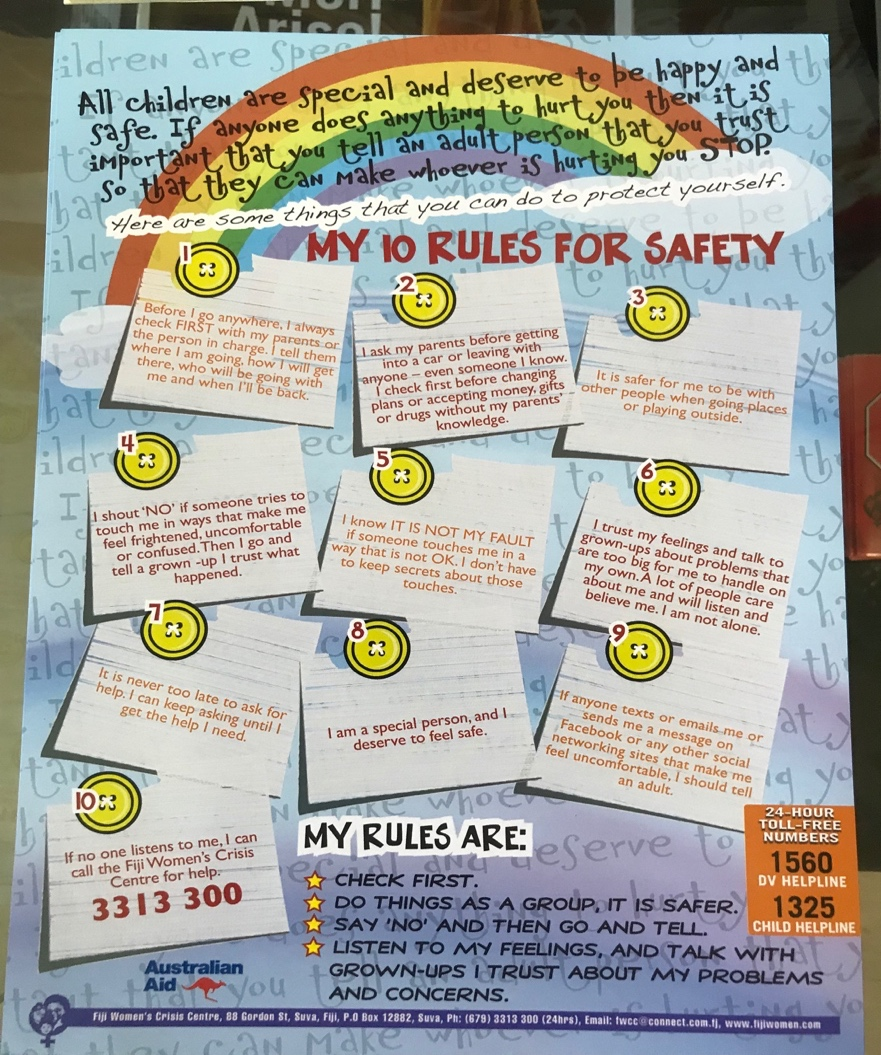 Arise!
All children are special and deserve to be happy and
safe. If anyone does anything to hurt you then it is
important that you tell an adult person that you trust
so that they can make whoever is hurting you STOP.
Here are some things that you can do to protect yourself.
MY 10 RULES FOR SAFETY
1
Before I go anywhere, I always
check FIRST with my parents or
the person in charge. I tell them
where I am going, how I will get
there, who will be going with
me and when I'll be back.
2
I ask my parents before getting
into a car or leaving with
anyone – even someone I know.
I check first before changing
plans or accepting money, gifts
or drugs without my parents'
knowledge.
3
It is safer for me to be with
other people when going places
or playing outside.
4
I shout 'NO' if someone tries to
touch me in ways that make me
feel frightened, uncomfortable
or confused. Then I go and
tell a grown -up I trust what
happened.
5
I know IT IS NOT MY FAULT
if someone touches me in a
way that is not OK. I don't have
to keep secrets about those
touches.
6
I trust my feelings and talk to
grown-ups about problems that
are too big for me to handle on
my own. A lot of people care
about me and will listen and
believe me. I am not alone.
7
It is never too late to ask for
help. I can keep asking until I
get the help I need.
8
I am a special person, and I
deserve to feel safe.
9
If anyone texts or emails me or
sends me a message on
Facebook or any other social
networking sites that make me
feel uncomfortable, I should tell
an adult.
10
If no one listens to me, I can
call the Fiji Women's Crisis
Centre for help.
3313 300
MY RULES ARE:
CHECK FIRST.
DO THINGS AS A GROUP, IT IS SAFER.
SAY 'NO' AND THEN GO AND TELL.
LISTEN TO MY FEELINGS, AND TALK WITH
GROWN-UPS I TRUST ABOUT MY PROBLEMS
AND CONCERNS.
24-HOUR
TOLL-FREE
NUMBERS
1560
DV HELPLINE
1325
CHILD HELPLINE
Australian
Aid
Fiji Women's Crisis Centre, 88 Gordon St, Suva, Fiji, P.O Box 12882, Suva, Ph: (679) 3313 300 (24hrs), Email: fwcc@connect.com.fj, www.fijiwomen.com